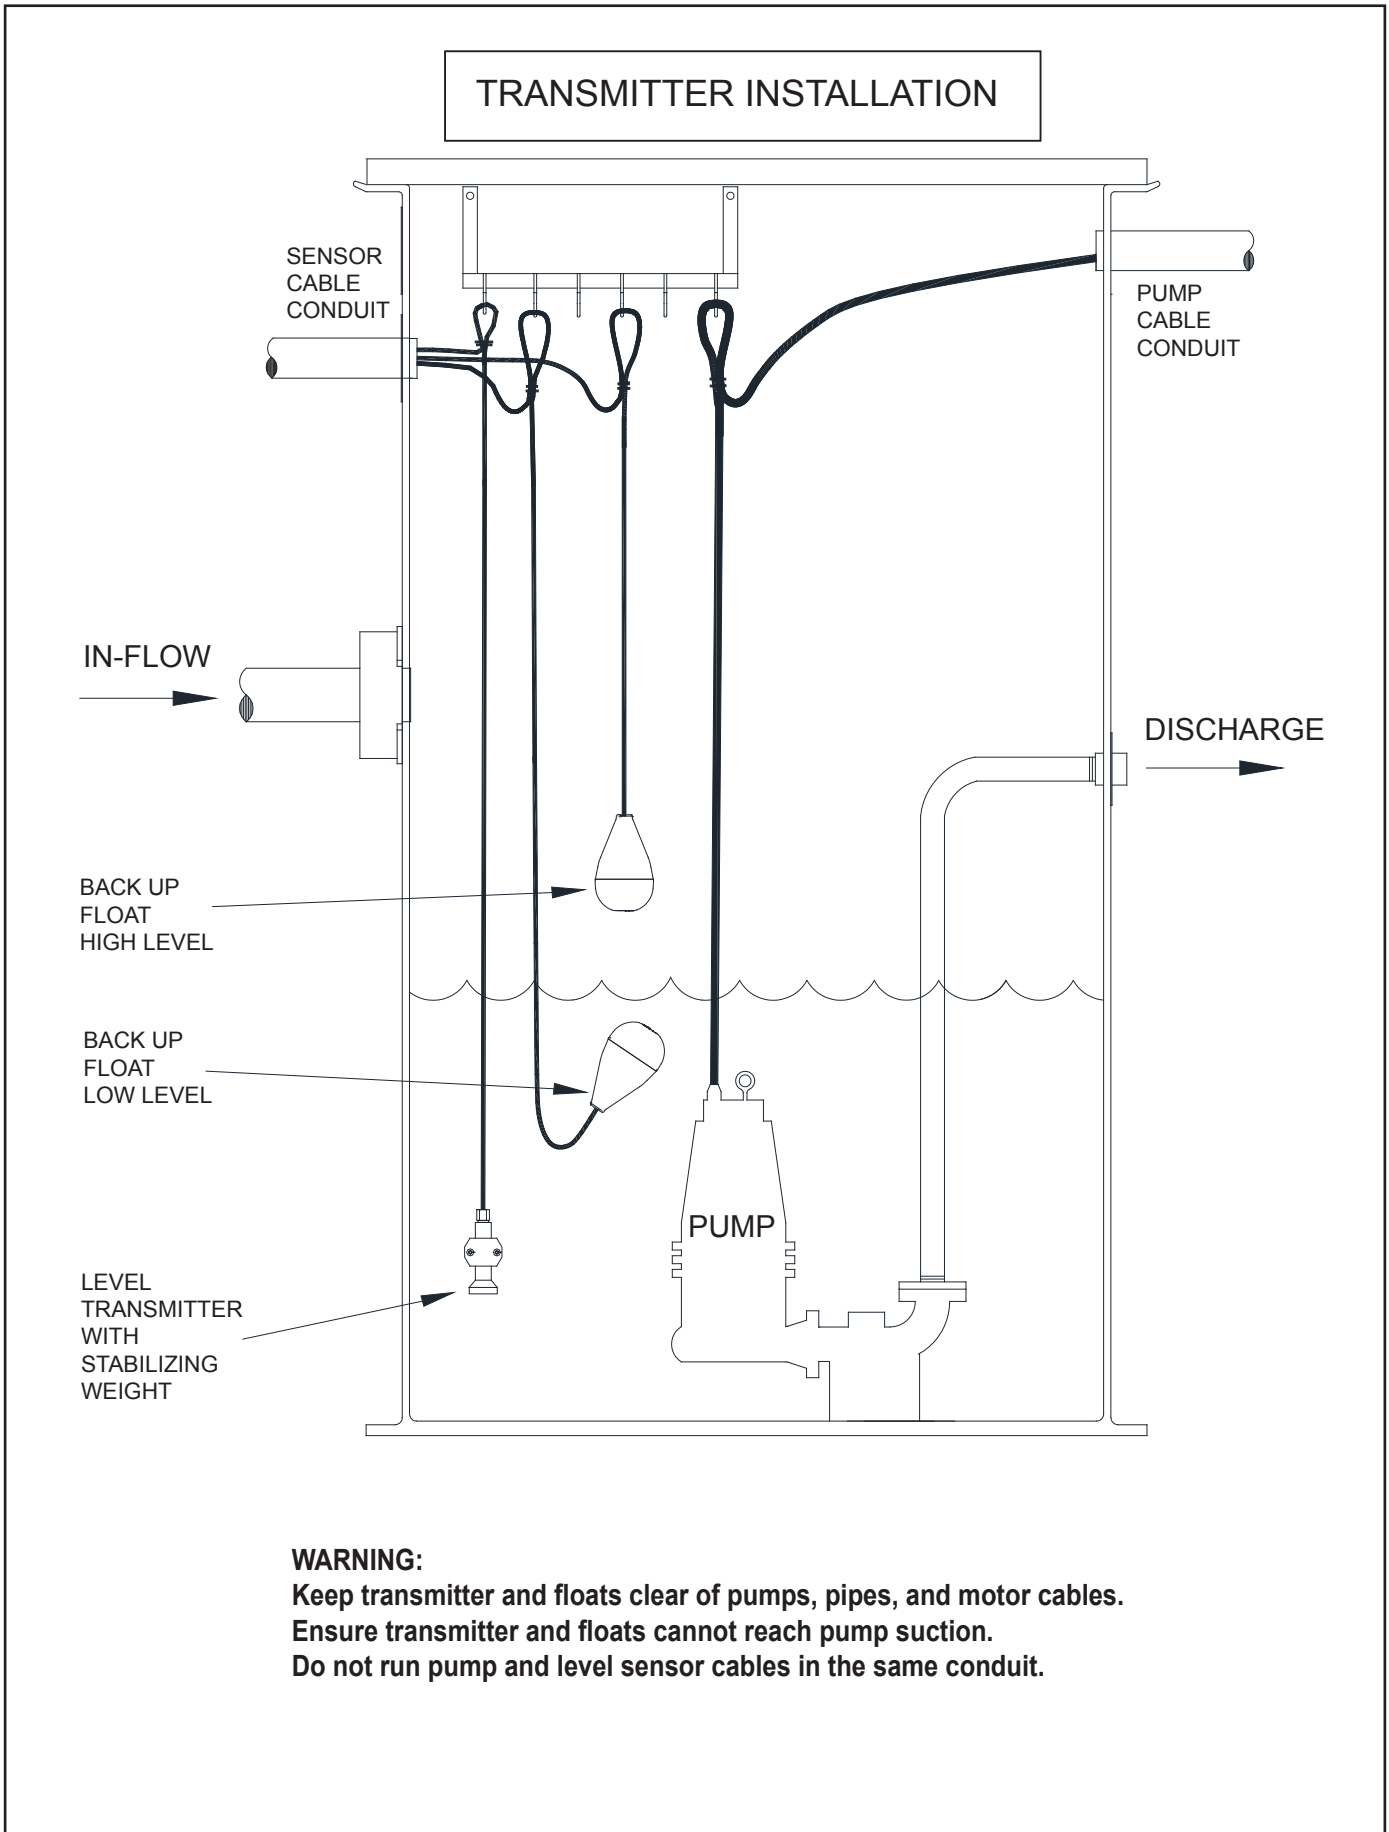 TRANSMITTER INSTALLATION
SENSOR
CABLE
CONDUIT
PUMP
CABLE
CONDUIT
IN-FLOW
DISCHARGE
BACK UP
FLOAT
HIGH LEVEL
BACK UP
FLOAT
LOW LEVEL
PUMP
LEVEL
TRANSMITTER
WITH
STABILIZING
WEIGHT
WARNING:
Keep transmitter and floats clear of pumps, pipes, and motor cables.
Ensure transmitter and floats cannot reach pump suction.
Do not run pump and level sensor cables in the same conduit.